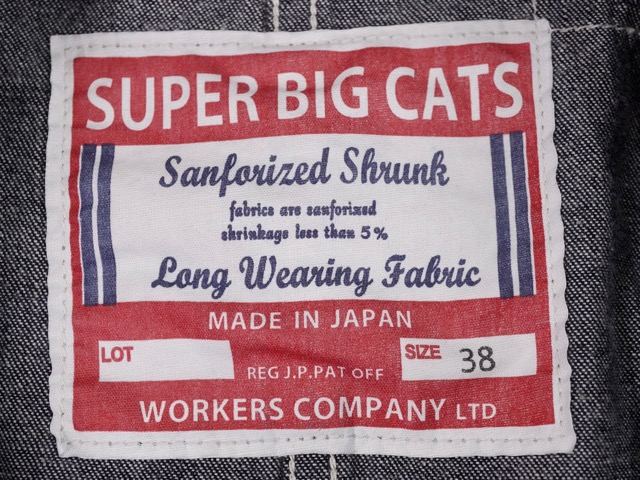 SUPER BIG CATS
Sanforized Shrunk
fabrics are sanforized
shrinkage less than 5%
Long Wearing Fabric
MADE IN JAPAN
LOT
REG J.P.PAT OFF
SIZE 38
WORKERS COMPANY LTD